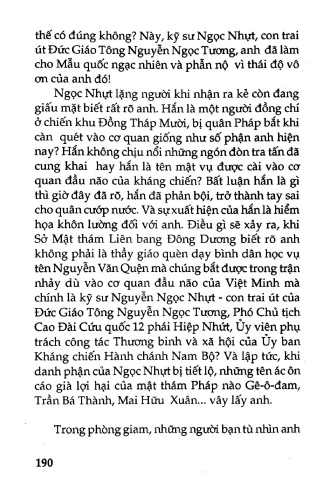 thế có đúng không? Này, kỹ sư Ngọc Nhựt, con trai
út Đức Giáo Tông Nguyễn Ngọc Tương, anh đã làm
cho Mẫu quốc ngạc nhiên và phẫn nộ vì thái độ vô
ơn của anh đó!
Ngọc Nhựt lặng người khi nhận ra kẻ còn đang
giấu mặt biết rất rõ anh. Hắn là một người đồng chí
ở chiến khu Đồng Tháp Mười, bị quân Pháp bắt khi
càn quét vào cơ quan giống như số phận anh hiện
nay? Hắn không chịu nổi những ngón đòn tra tấn đã
cung khai hay hắn là tên mật vụ được cài vào cơ
quan đầu não của kháng chiến? Bất luận hắn là gì
thì giờ đây đã rõ, hắn đã phản bội, trở thành tay sai
cho quân cướp nước. Và sự xuất hiện của hắn là hiểm
họa khôn lường đối với anh. Điều gì sẽ xảy ra, khi
Sở Mật thám Liên bang Đông Dương biết rõ anh
không phải là thầy giáo quèn dạy bình dân học vụ
tên Nguyễn Văn Quện mà chúng bắt được trong trận
nhảy dù vào cơ quan đầu não của Việt Minh mà
chính là kỹ sư Nguyễn Ngọc Nhựt - con trai út của
Đức Giáo Tông Nguyễn Ngọc Tương, Phó Chủ tịch
Cao Đài Cứu quốc 12 phái Hiệp Nhứt, Ủy viên phụ
trách công tác Thương binh và xã hội của Ủy ban
Kháng chiến Hành chánh Nam Bộ? Và lập tức, khi
danh phận của Ngọc Nhựt bị tiết lộ, những tên ác ôn
cáo già lợi hại của mật thám Pháp nào Gê-ô-đam,
Trần Bá Thành, Mai Hữu Xuân... vây lấy anh.
Trong phòng giam, những người bạn tù nhìn anh
190